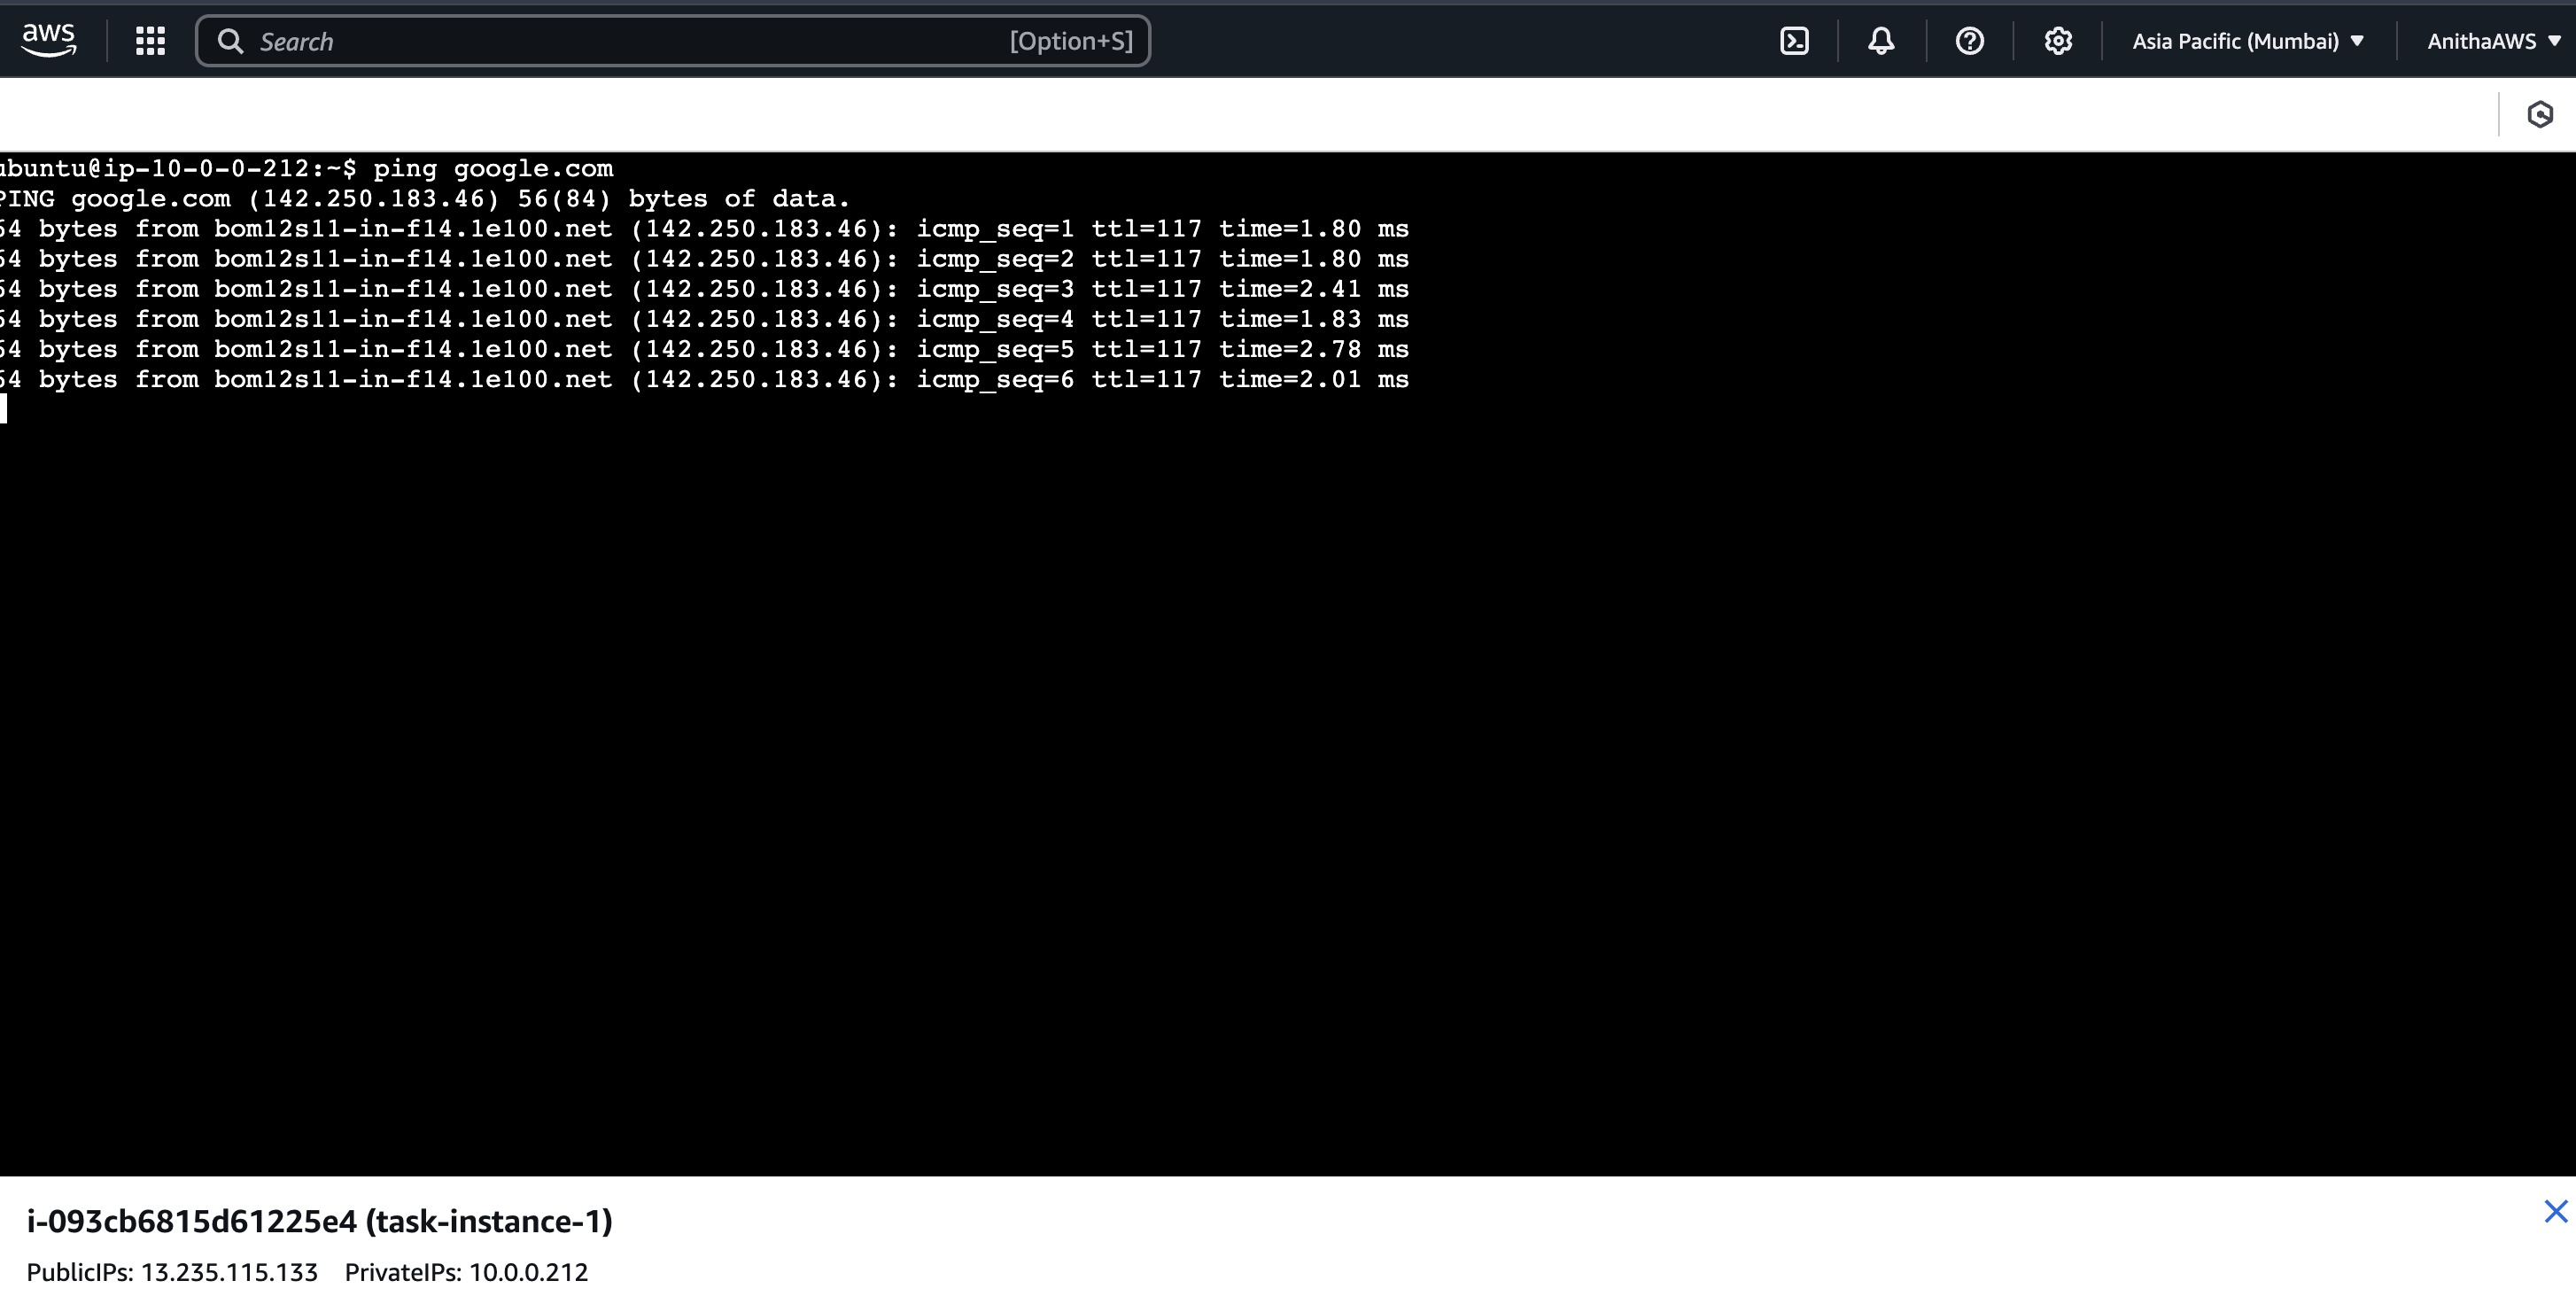 aws
Search [Option+S] Asia Pacific (Mumbai) AnithaAWS
ubuntu@ip-10-0-0-212:~$ ping google.com
PING google.com (142.250.183.46) 56(84) bytes of data.
64 bytes from bom12s11-in-f14.1e100.net (142.250.183.46): icmp_seq=1 ttl=117 time=1.80 ms
64 bytes from bom12s11-in-f14.1e100.net (142.250.183.46): icmp_seq=2 ttl=117 time=1.80 ms
64 bytes from bom12s11-in-f14.1e100.net (142.250.183.46): icmp_seq=3 ttl=117 time=2.41 ms
64 bytes from bom12s11-in-f14.1e100.net (142.250.183.46): icmp_seq=4 ttl=117 time=1.83 ms
64 bytes from bom12s11-in-f14.1e100.net (142.250.183.46): icmp_seq=5 ttl=117 time=2.78 ms
64 bytes from bom12s11-in-f14.1e100.net (142.250.183.46): icmp_seq=6 ttl=117 time=2.01 ms
i-093cb6815d61225e4 (task-instance-1)
PublicIPs: 13.235.115.133 PrivateIPs: 10.0.0.212